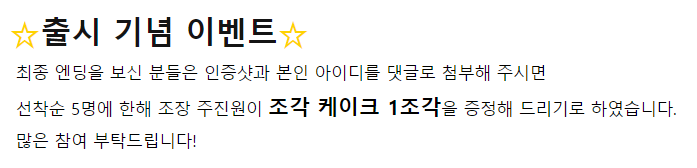 ☆출시 기념 이벤트☆
최종 엔딩을 보신 분들은 인증샷과 본인 아이디를 댓글로 첨부해 주시면
선착순 5명에 한해 조장 주진원이 조각 케이크 1조각을 증정해 드리기로 하였습니다.
많은 참여 부탁드립니다!